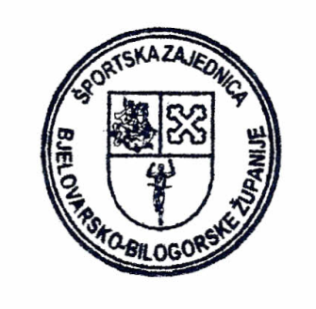 ŠPORTSKA ZAJEDNICA
BJELOVARSKO-BILOGORSKE ŽUPANIJE